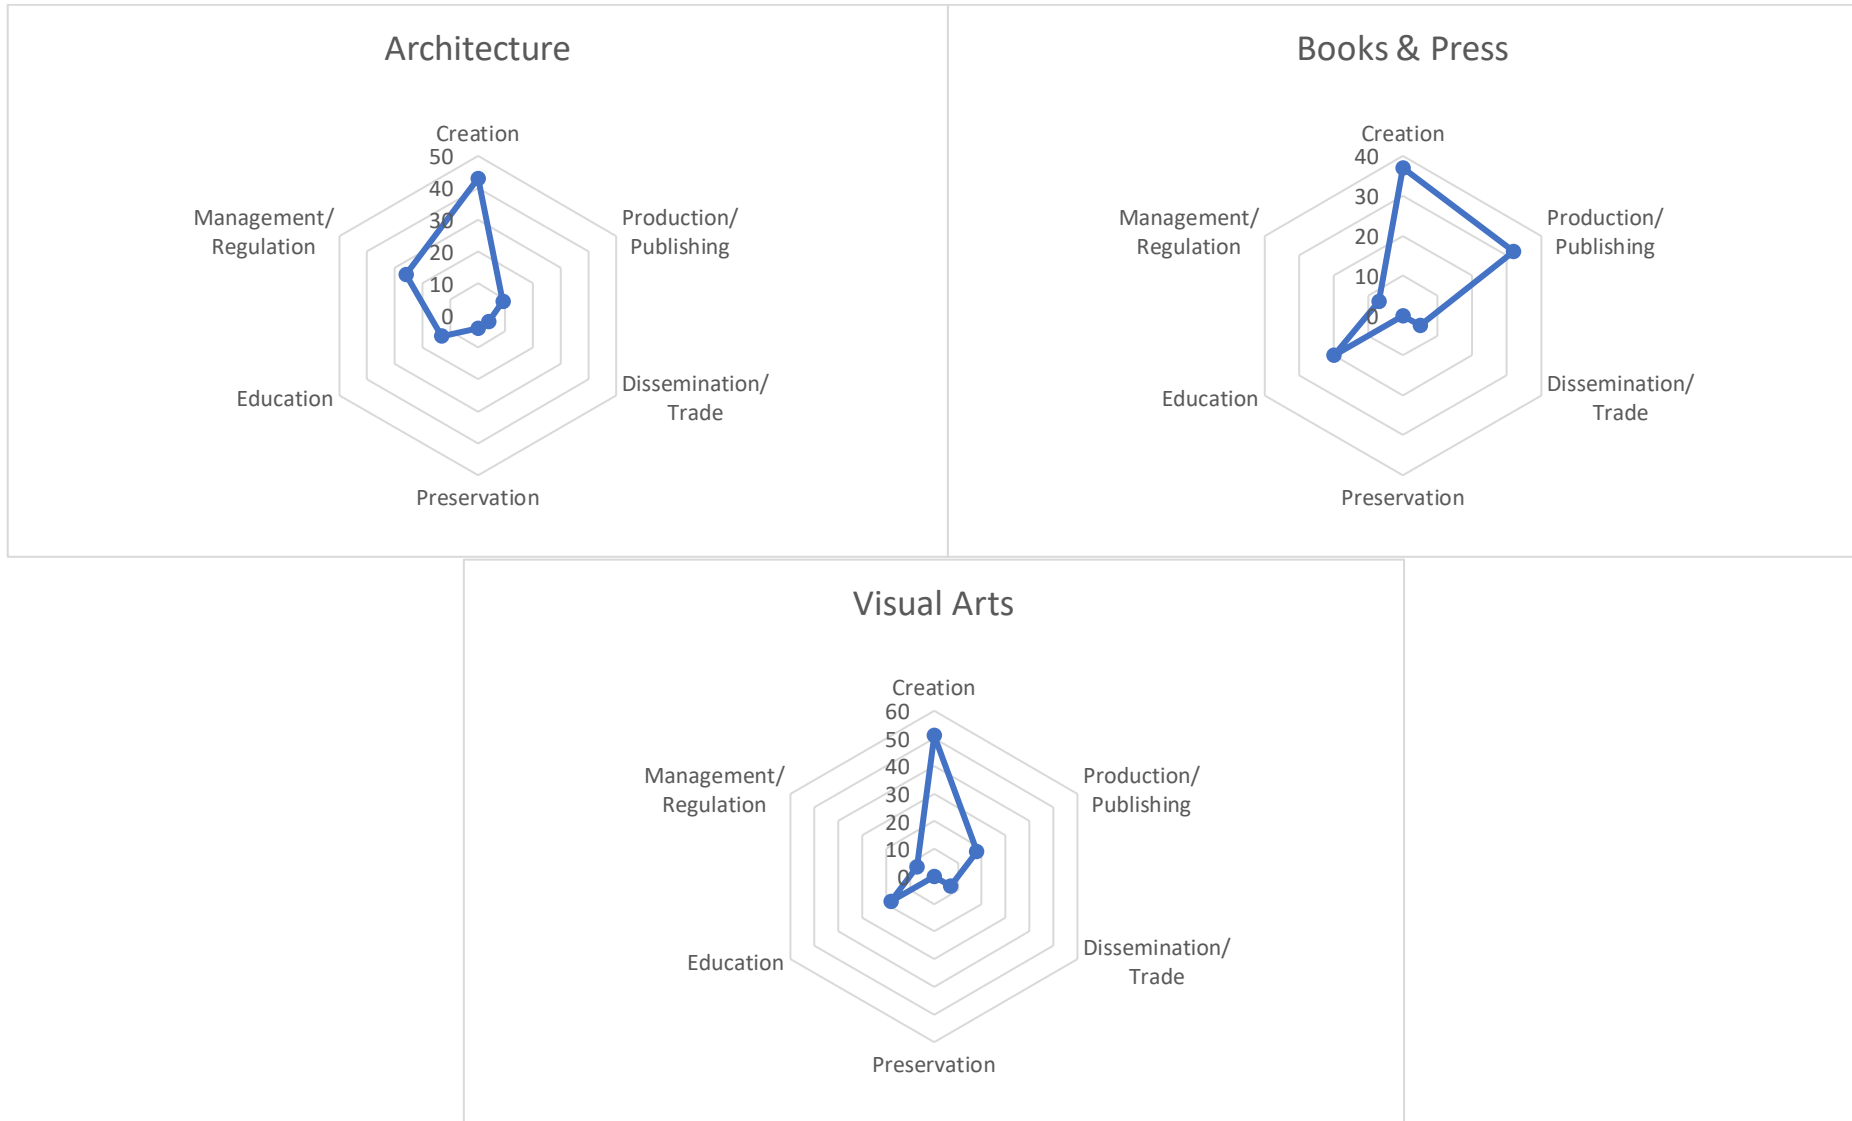 Architecture
Creation
50
40
30
20
10
0
Management/
Regulation
Production/
Publishing
Education
Dissemination/
Trade
Preservation
Books & Press
Creation
40
30
20
10
0
Management/
Regulation
Production/
Publishing
Education
Dissemination/
Trade
Preservation
Visual Arts
Creation
60
50
40
30
20
10
0
Management/
Regulation
Production/
Publishing
Education
Dissemination/
Trade
Preservation